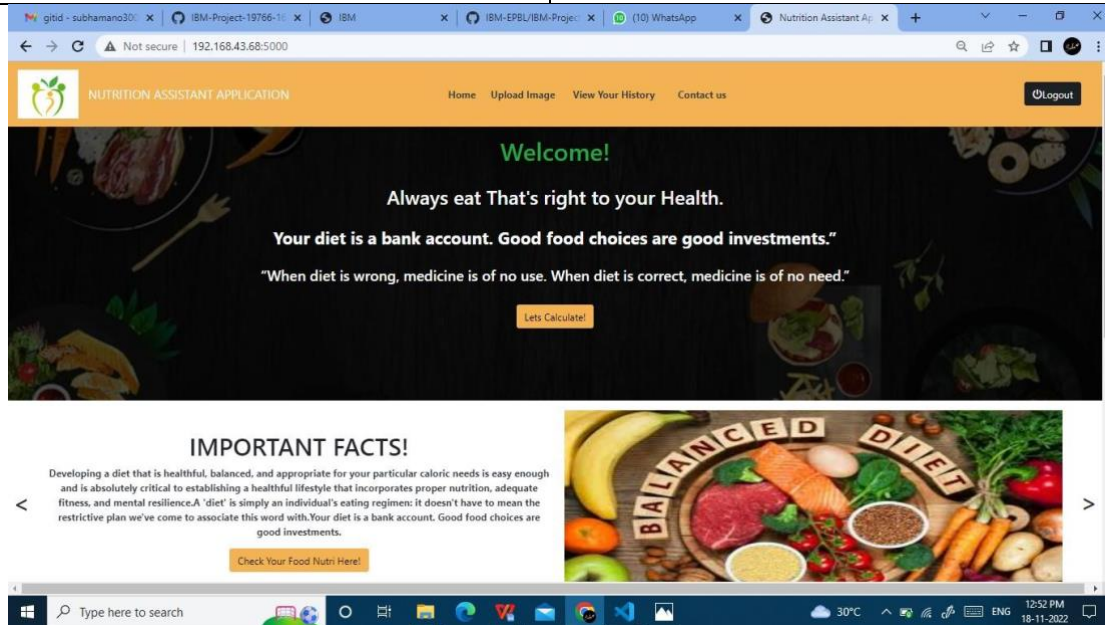 gitid - subhamano30
IBM-Project-19766-16
IBM
IBM-EPBL/IBM-Projec
(10) WhatsApp
Nutrition Assistant Ap
Not secure | 192.168.43.68:5000
NUTRITION ASSISTANT APPLICATION
Home Upload Image View Your History Contact us
Logout
Welcome!
Always eat That's right to your Health.
Your diet is a bank account. Good food choices are good investments.”
“When diet is wrong, medicine is of no use. When diet is correct, medicine is of no need.”
Lets Calculate!
IMPORTANT FACTS!
Developing a diet that is healthful, balanced, and appropriate for your particular caloric needs is easy enough
and is absolutely critical to establishing a healthful lifestyle that incorporates proper nutrition, adequate
fitness, and mental resilience.A 'diet' is simply an individual's eating regimen: it doesn't have to mean the
restrictive plan we've come to associate this word with.Your diet is a bank account. Good food choices are
good investments.
<
>
Check Your Food Nutri Here!
BALANCED DIET
Type here to search
30°C
ENG
12:52 PM
18-11-2022